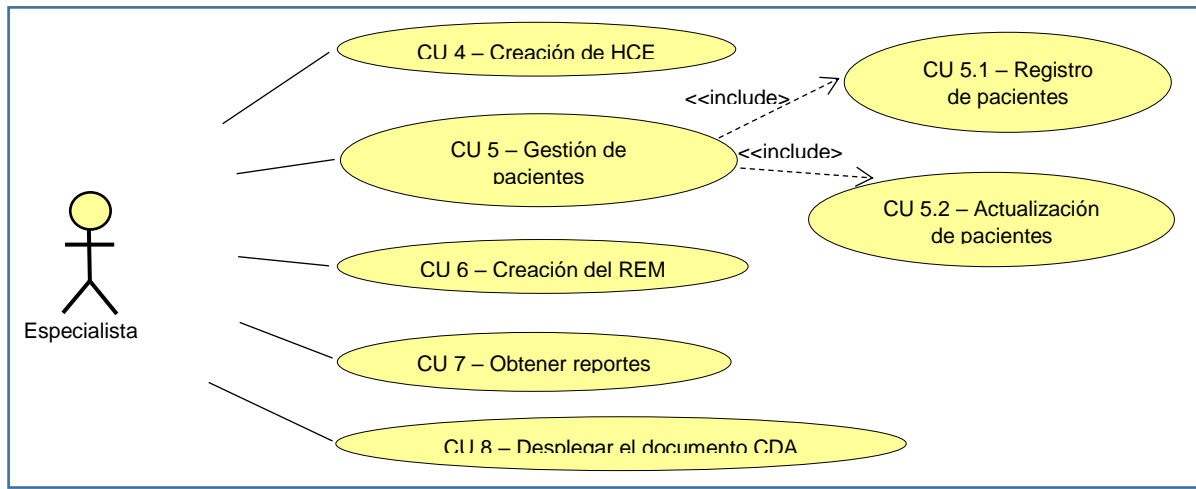 CU 4 – Creación de HCE
CU 5.1 – Registro
de pacientes
<<include>
CU 5 – Gestión de
pacientes
<<include>
CU 5.2 – Actualización
de pacientes
CU 6 – Creación del REM
Especialista
CU 7 – Obtener reportes
CU 8 – Desplegar el documento CDA